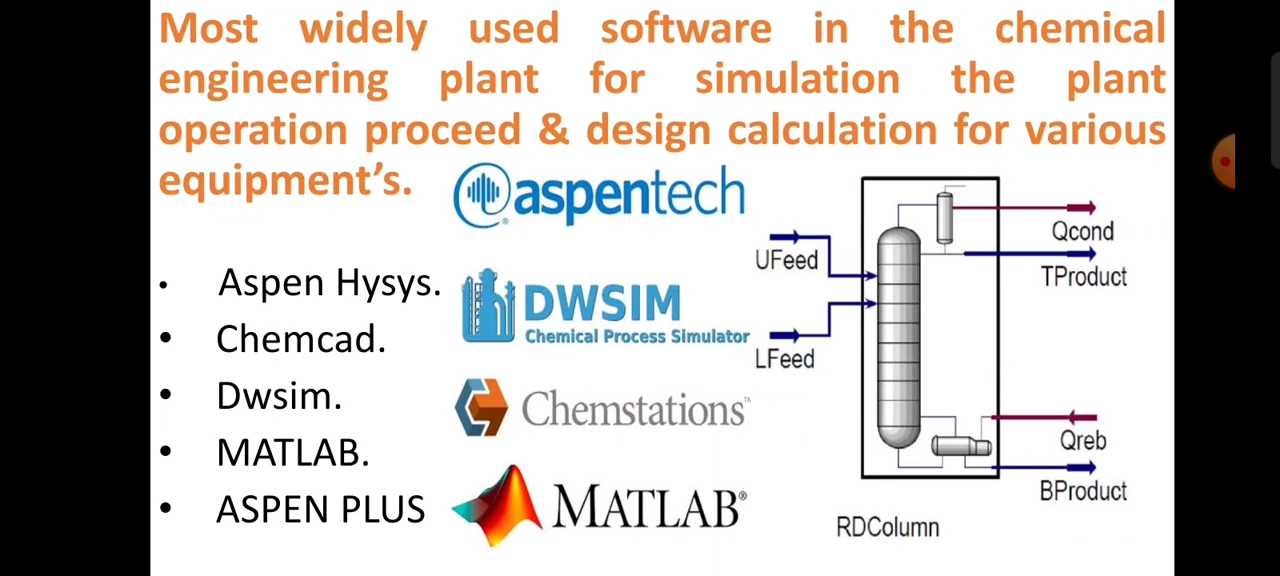 Most widely used software in the chemical
engineering plant for simulation the plant
operation proceed & design calculation for various
equipment’s.
aspentech
• Aspen Hysys.
• Chemcad.
• Dwsim.
• MATLAB.
• ASPEN PLUS
DWSIM
Chemical Process Simulator
Chemstations™
MATLAB®
UFeed
LFeed
Qcond
TProduct
Qreb
BProduct
RDColumn